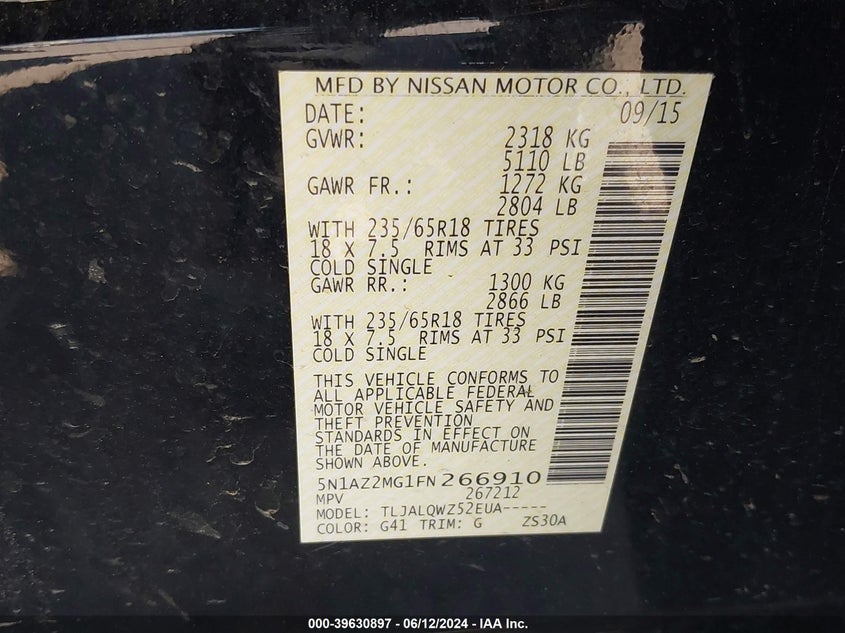 MFD BY NISSAN MOTOR CO., LTD.
DATE: 09/15
GVWR: 2318 KG
5110 LB
GAWR FR.: 1272 KG
2804 LB
WITH 235/65R18 TIRES
18 X 7.5 RIMS AT 33 PSI
COLD SINGLE
GAWR RR.: 1300 KG
2866 LB
WITH 235/65R18 TIRES
18 X 7.5 RIMS AT 33 PSI
COLD SINGLE
THIS VEHICLE CONFORMS TO
ALL APPLICABLE FEDERAL
MOTOR VEHICLE SAFETY AND
THEFT PREVENTION
STANDARDS IN EFFECT ON
THE DATE OF MANUFACTURE
SHOWN ABOVE.
5N1AZ2MG1FN266910
MPV 267212
MODEL: TLJALQWZ52EUA-----
COLOR: G41 TRIM: G ZS30A
000-39630897 - 06/12/2024 - IAA Inc.